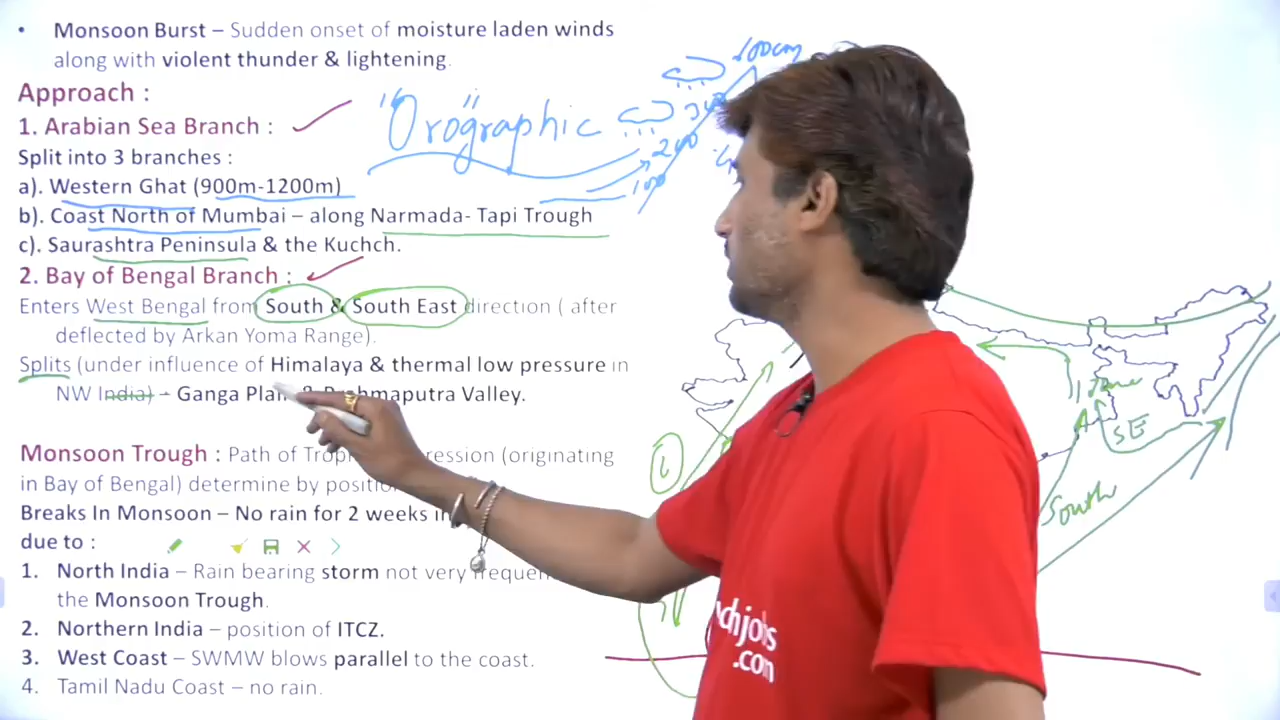 • Monsoon Burst – Sudden onset of moisture laden winds
along with violent thunder & lightening.
Approach :
1. Arabian Sea Branch :
"Orographic
Split into 3 branches :
a). Western Ghat (900m-1200m)
b). Coast North of Mumbai – along Narmada- Tapi Trough
c). Saurashtra Peninsula & the Kuchch.
2. Bay of Bengal Branch :
Enters West Bengal from South & South East direction ( after
deflected by Arkan Yoma Range).
Splits (under influence of Himalaya & thermal low pressure in
NW India) – Ganga Plain &
Valley.
Monsoon Trough : Path of
(originating
in Bay of Bengal) determine by
Breaks In Monsoon – No rain for 2 weeks in
due to :
1. North India – Rain bearing storm not very
the Monsoon Trough.
2. Northern India – position of ITCZ.
3. West Coast – SWMW blows parallel to the coast.
4. Tamil Nadu Coast – no rain.
100
200
SE
South
.com